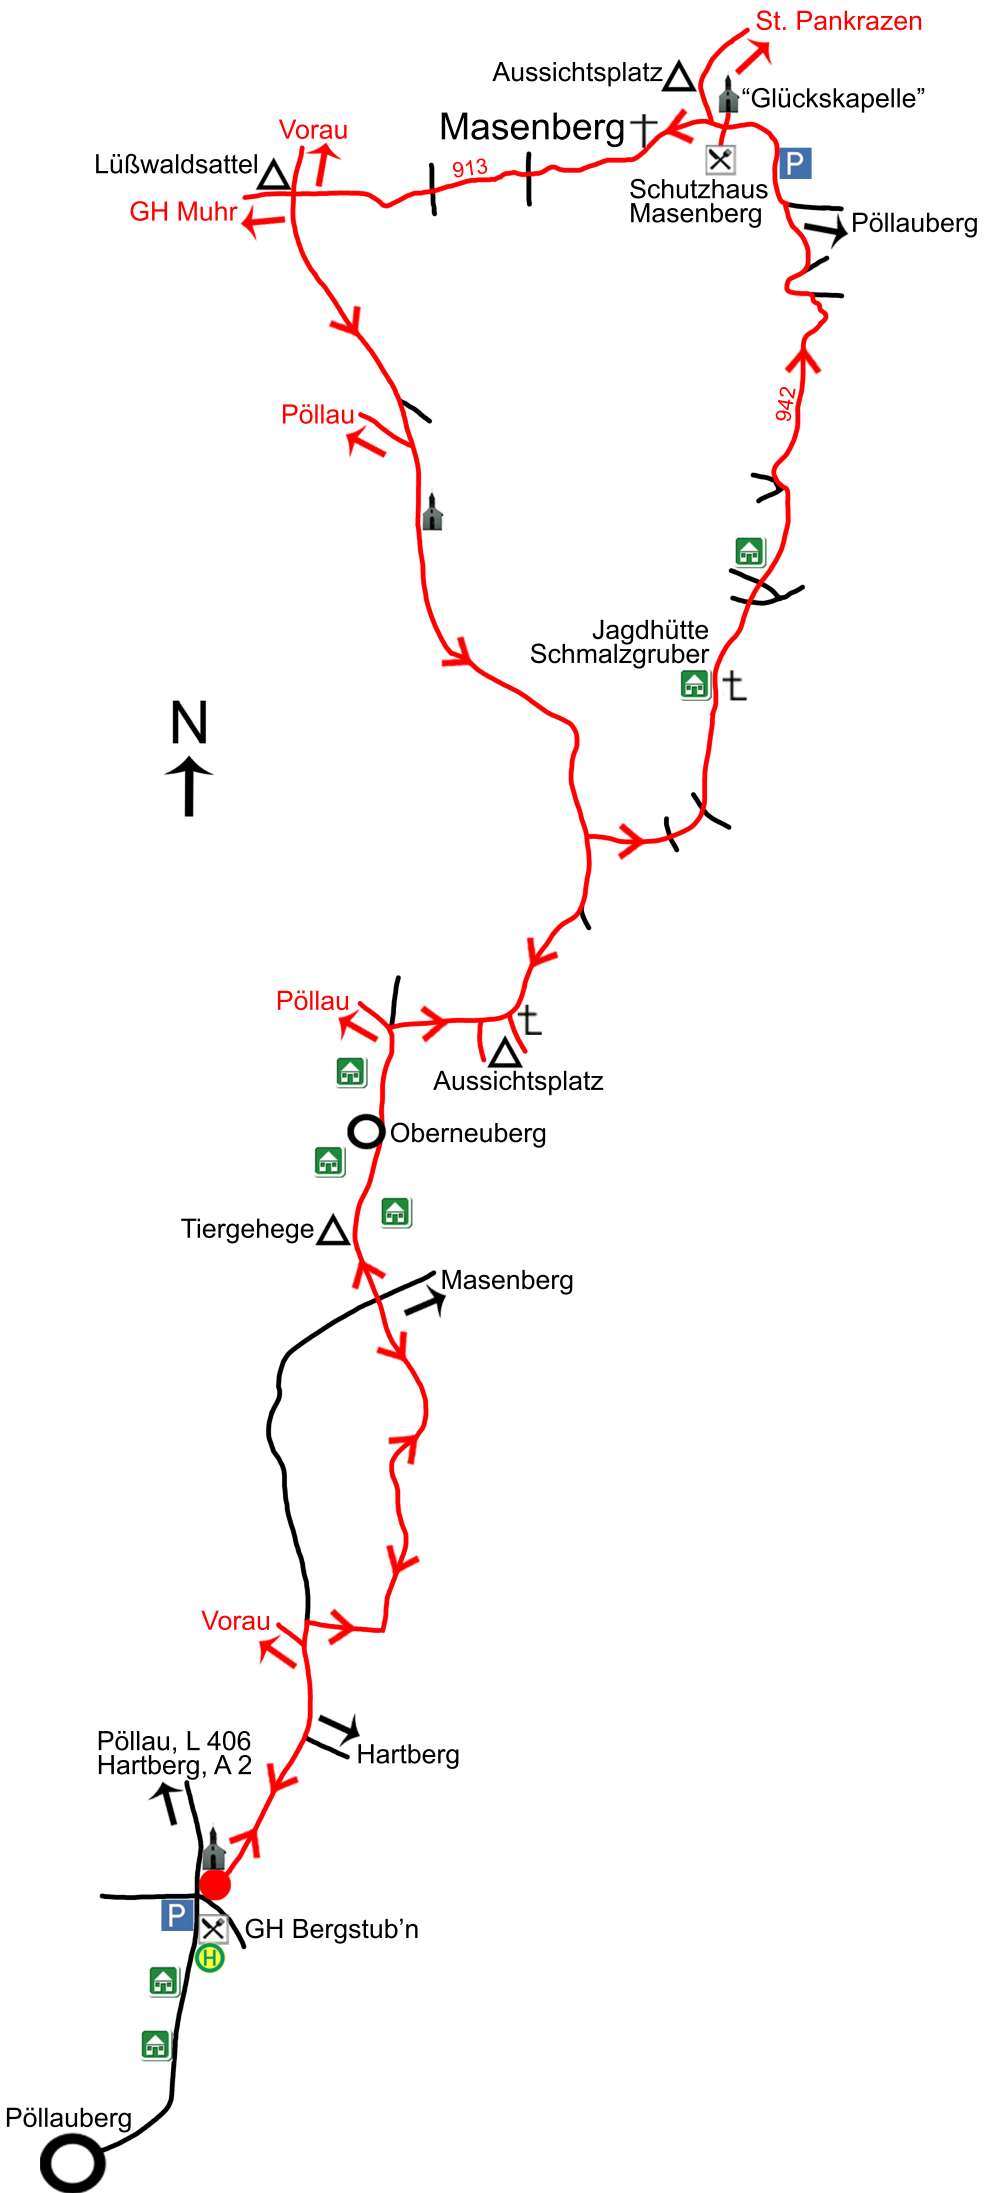 St. Pankrazen
Aussichtsplatz
“Glückskapelle”
Masenberg
Vorau
Lüßwaldsattel
913
P
Schutzhaus
Masenberg
GH Muhr
Pöllauberg
942
Pöllau
Jagdhütte
Schmalzgruber
N
Pöllau
Aussichtsplatz
Oberneuberg
Tiergehege
Masenberg
Vorau
Pöllau, L 406
Hartberg, A 2
Hartberg
P
GH Bergstub’n
H
Pöllauberg